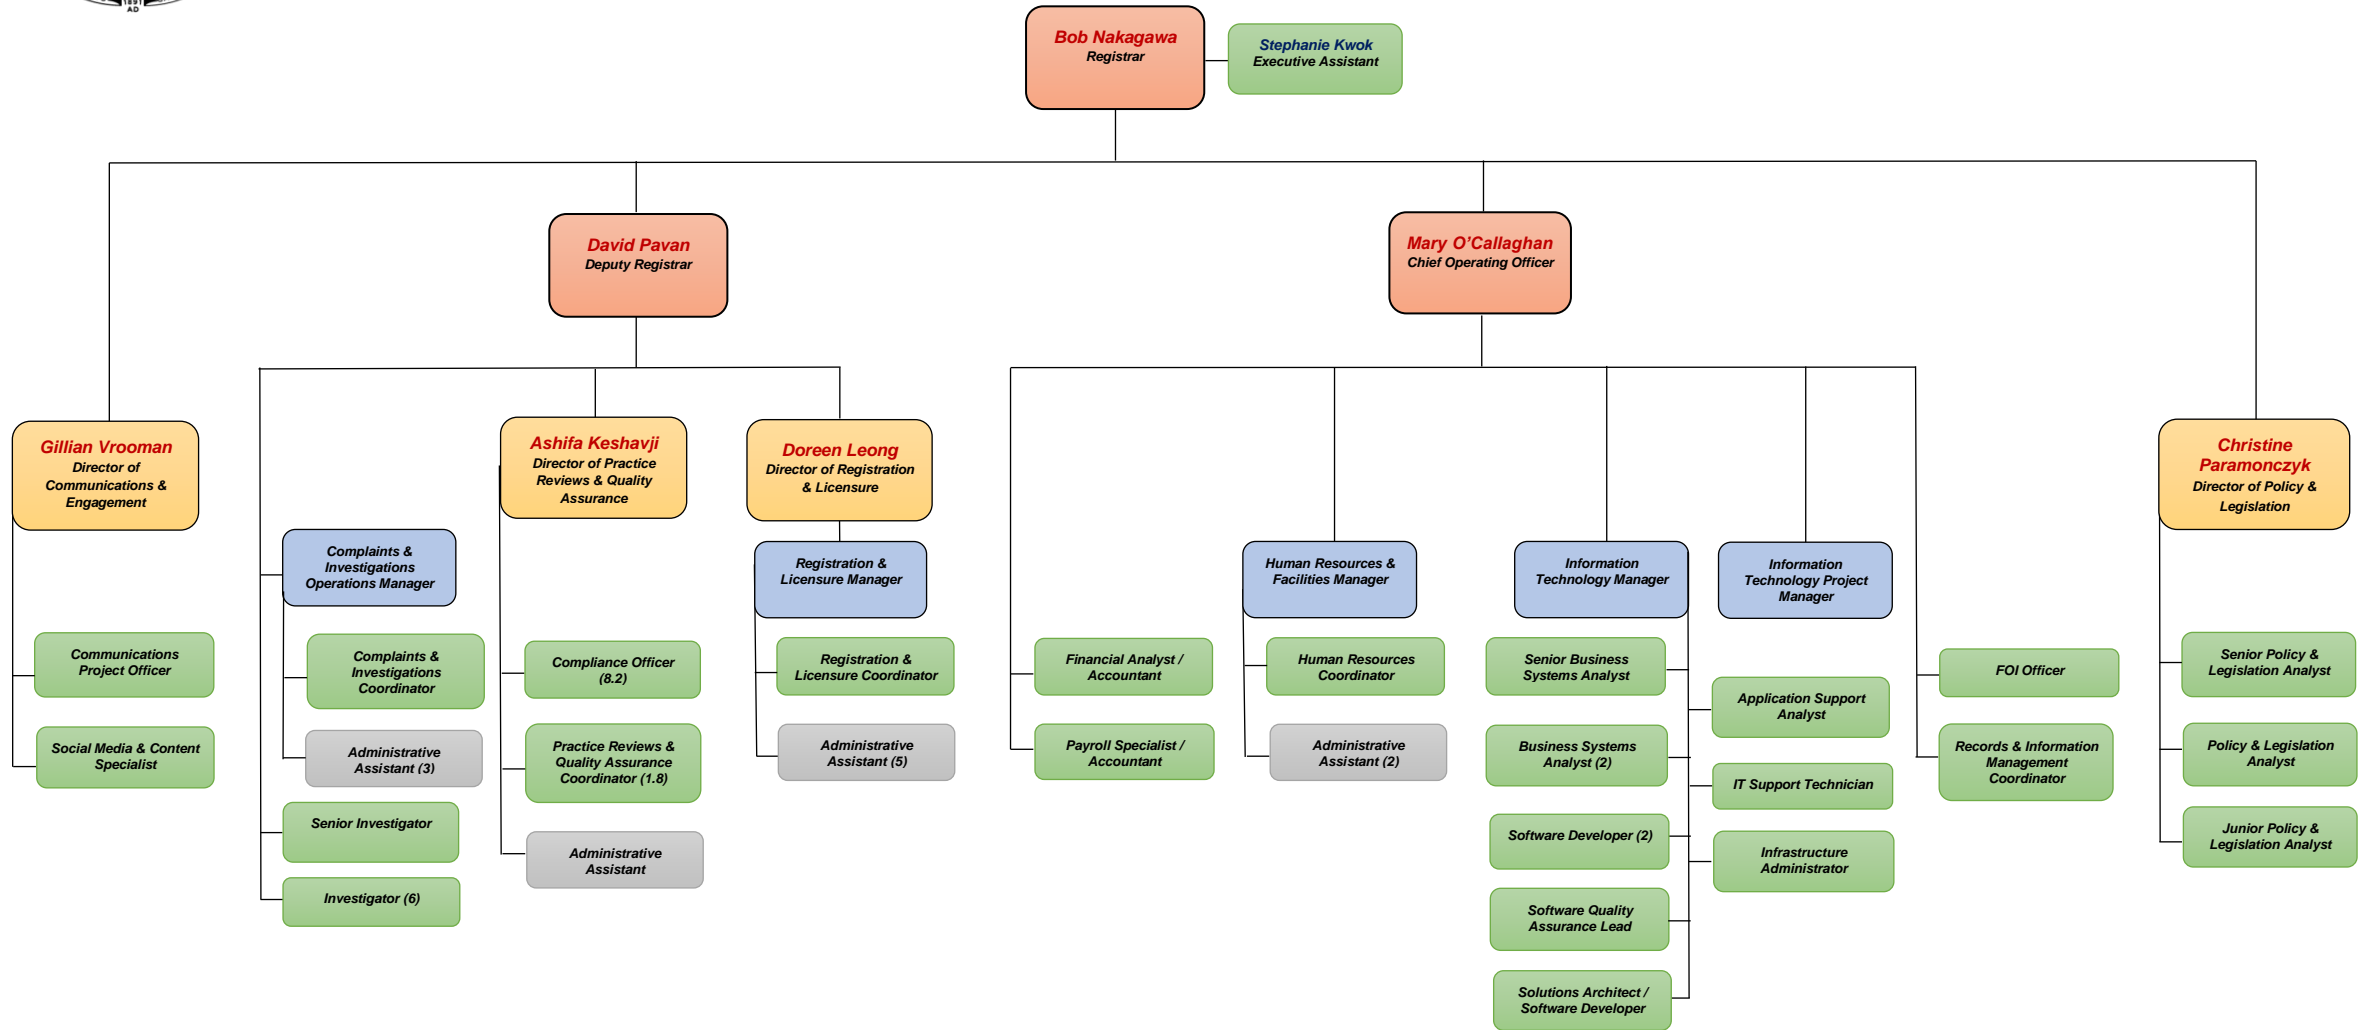 1891
AD
Bob Nakagawa
Registrar
Stephanie Kwok
Executive Assistant
David Pavan
Deputy Registrar
Mary O'Callaghan
Chief Operating Officer
Gillian Vrooman
Director of
Communications &
Engagement
Ashifa Keshavji
Director of Practice
Reviews & Quality
Assurance
Doreen Leong
Director of Registration
& Licensure
Christine
Paramonczyk
Director of Policy &
Legislation
Complaints &
Investigations
Operations Manager
Registration &
Licensure Manager
Human Resources &
Facilities Manager
Information
Technology Manager
Information
Technology Project
Manager
Communications
Project Officer
Social Media & Content
Specialist
Complaints &
Investigations
Coordinator
Administrative
Assistant (3)
Senior Investigator
Investigator (6)
Compliance Officer
(8.2)
Practice Reviews &
Quality Assurance
Coordinator (1.8)
Administrative
Assistant
Registration &
Licensure Coordinator
Administrative
Assistant (5)
Financial Analyst /
Accountant
Payroll Specialist /
Accountant
Human Resources
Coordinator
Administrative
Assistant (2)
Senior Business
Systems Analyst
Business Systems
Analyst (2)
Software Developer (2)
Software Quality
Assurance Lead
Solutions Architect /
Software Developer
Application Support
Analyst
IT Support Technician
Infrastructure
Administrator
FOI Officer
Records & Information
Management
Coordinator
Senior Policy &
Legislation Analyst
Policy & Legislation
Analyst
Junior Policy &
Legislation Analyst